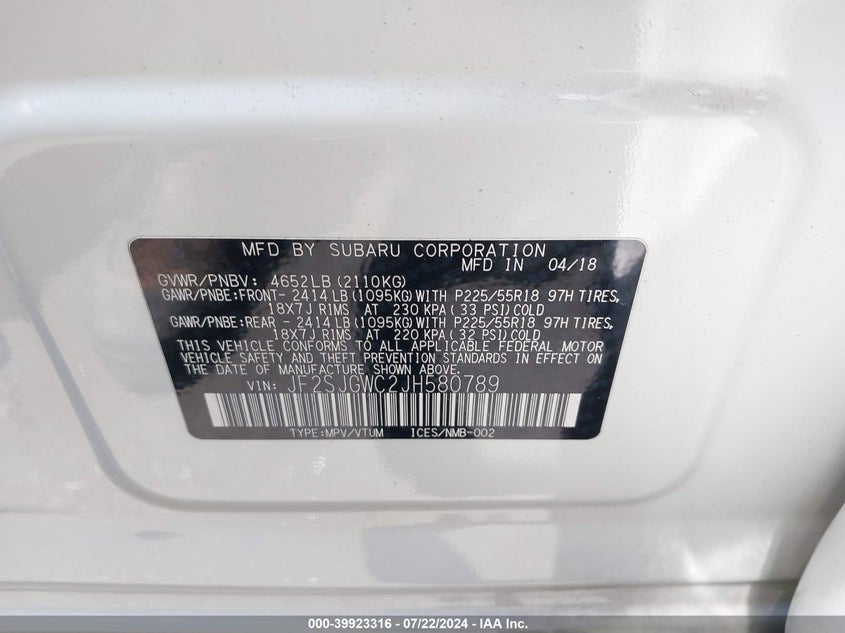 MFD BY SUBARU CORPORATION
MFD IN 04/18
GVWR/PNBV: 4652LB (2110KG)
GAWR/PNBE:FRONT- 2414LB (1095KG) WITH P225/55R18 97H TIRES,
18X7J RIMS AT 230 KPA ( 33 PSI) COLD
GAWR/PNBE:REAR - 2414LB (1095KG) WITH P225/55R18 97H TIRES,
18X7J RIMS AT 220 KPA ( 32 PSI) COLD
THIS VEHICLE CONFORMS TO ALL APPLICABLE FEDERAL MOTOR
VEHICLE SAFETY AND THEFT PREVENTION STANDARDS IN EFFECT ON
THE DATE OF MANUFACTURE SHOWN ABOVE.
VIN: JF2SJGWC2JH580789
TYPE:MPV/VTUM ICES/NMB-002
000-39923316 - 07/22/2024 - IAA Inc.